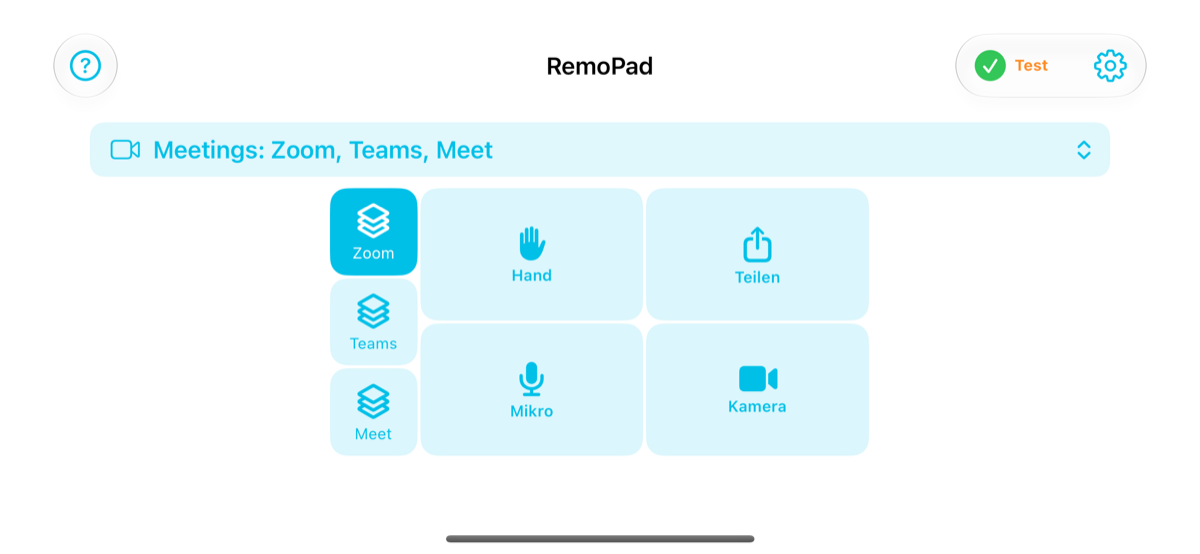 RemoPad
Test
Meetings: Zoom, Teams, Meet
Zoom
Hand
Teilen
Teams
Mikro
Kamera
Meet